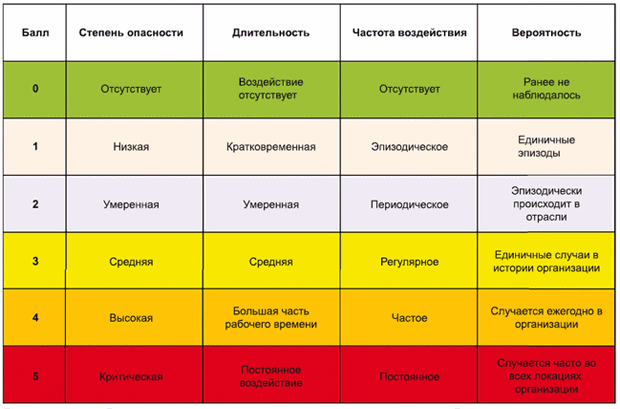 Балл Степень опасности Длительность Частота воздействия Вероятность
0 Отсутствует Воздействие отсутствует Отсутствует Ранее не наблюдалось
1 Низкая Кратковременная Эпизодическое Единичные эпизоды
2 Умеренная Умеренная Периодическое Эпизодически происходит в отрасли
3 Средняя Средняя Регулярное Единичные случаи в истории организации
4 Высокая Большая часть рабочего времени Частое Случается ежегодно в организации
5 Критическая Постоянное воздействие Постоянное Случается часто во всех локациях организации